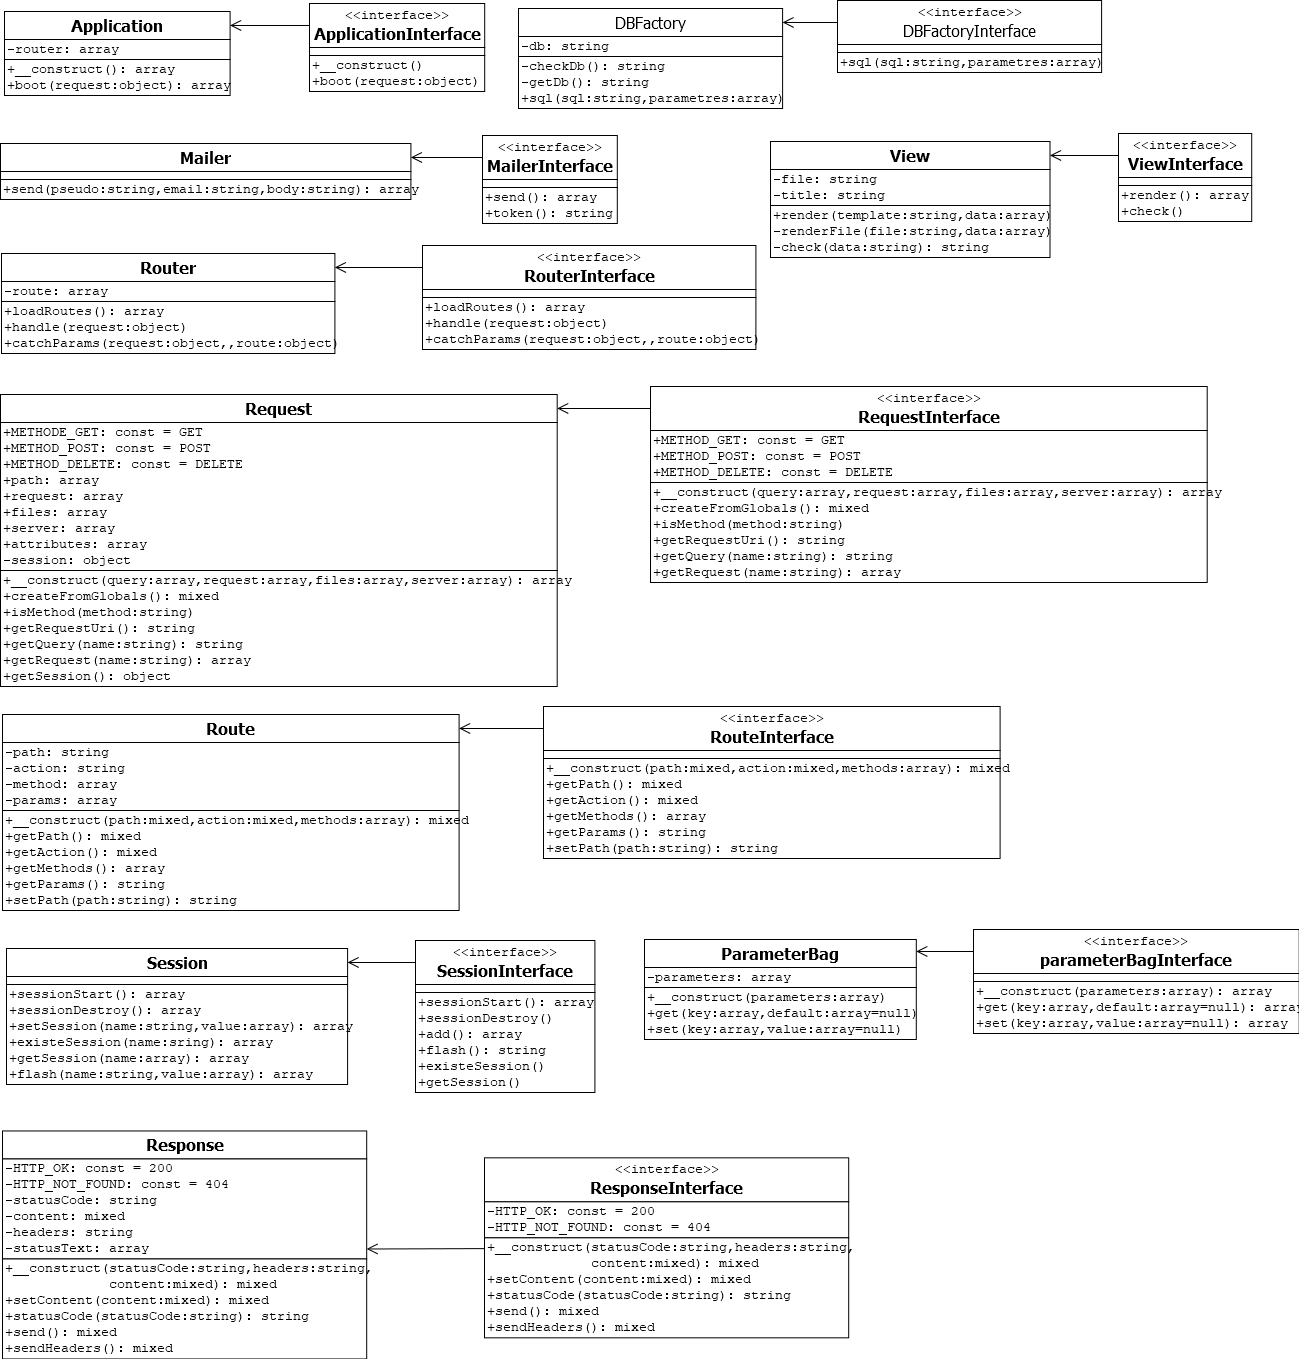 Application
-router: array
+__construct(): array
+boot(request:object): array
<<interface>>
ApplicationInterface
+__construct()
+boot(request:object)
DBFactory
-db: string
-checkDb(): string
-getDb(): string
+sql(sql:string,parametres:array)
<<interface>>
DBFactoryInterface
+sql(sql:string,parametres:array)
Mailer
+send(pseudo:string,email:string,body:string): array
<<interface>>
MailerInterface
+send(): array
+token(): string
View
-file: string
-title: string
+render(template:string,data:array)
-renderFile(file:string,data:array)
-check(data:string): string
<<interface>>
ViewInterface
+render(): array
+check()
Router
-route: array
+loadRoutes(): array
+handle(request:object)
+catchParams(request:object,,route:object)
<<interface>>
RouterInterface
+loadRoutes(): array
+handle(request:object)
+catchParams(request:object,,route:object)
Request
+METHODE_GET: const = GET
+METHOD_POST: const = POST
+METHOD_DELETE: const = DELETE
+path: array
+request: array
+files: array
+server: array
+attributes: array
-session: object
+__construct(query:array,request:array,files:array,server:array): array
+createFromGlobals(): mixed
+isMethod(method:string)
+getRequestUri(): string
+getQuery(name:string): string
+getRequest(name:string): array
+getSession(): object
<<interface>>
RequestInterface
+METHOD_GET: const = GET
+METHOD_POST: const = POST
+METHOD_DELETE: const = DELETE
+__construct(query:array,request:array,files:array,server:array): array
+createFromGlobals(): mixed
+isMethod(method:string)
+getRequestUri(): string
+getQuery(name:string): string
+getRequest(name:string): array
Route
-path: string
-action: string
-method: array
-params: array
+__construct(path:mixed,action:mixed,methods:array): mixed
+getPath(): mixed
+getAction(): mixed
+getMethods(): array
+getParams(): string
+setPath(path:string): string
<<interface>>
RouteInterface
+__construct(path:mixed,action:mixed,methods:array): mixed
+getPath(): mixed
+getAction(): mixed
+getMethods(): array
+getParams(): string
+setPath(path:string): string
Session
+sessionStart(): array
+sessionDestroy(): array
+setSession(name:string,value:array): array
+existeSession(name:sring): array
+getSession(name:array): array
+flash(name:string,value:array): array
<<interface>>
SessionInterface
+sessionStart(): array
+sessionDestroy()
+add(): array
+flash(): string
+existeSession()
+getSession()
ParameterBag
-parameters: array
+__construct(parameters:array)
+get(key:array,default:array=null)
+set(key:array,value:array=null)
<<interface>>
parameterBagInterface
+__construct(parameters:array): array
+get(key:array,default:array=null): array
+set(key:array,value:array=null): array
Response
-HTTP_OK: const = 200
-HTTP_NOT_FOUND: const = 404
-statusCode: string
-content: mixed
-headers: string
-statusText: array
+__construct(statusCode:string,headers:string,
content:mixed): mixed
+setContent(content:mixed): mixed
+statusCode(statusCode:string): string
+send(): mixed
+sendHeaders(): mixed
<<interface>>
ResponseInterface
-HTTP_OK: const = 200
-HTTP_NOT_FOUND: const = 404
+__construct(statusCode:string,headers:string,
content:mixed): mixed
+setContent(content:mixed): mixed
+statusCode(statusCode:string): string
+send(): mixed
+sendHeaders(): mixed